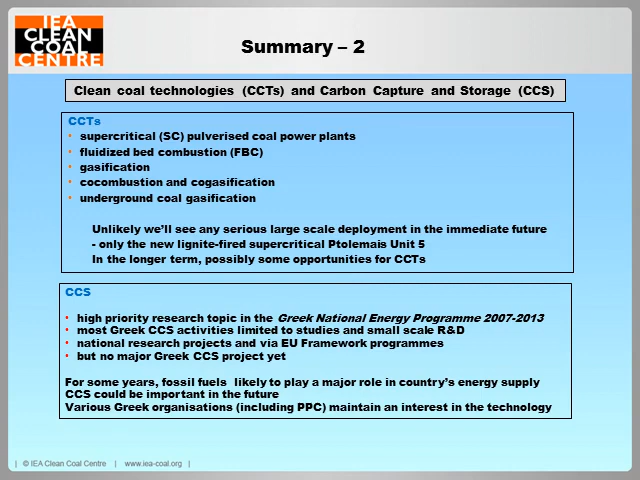 IEA
CLEAN
COAL
CENTRE
Summary – 2
Clean coal technologies (CCTs) and Carbon Capture and Storage (CCS)
CCTs
• supercritical (SC) pulverised coal power plants
• fluidized bed combustion (FBC)
• gasification
• cocombustion and cogasification
• underground coal gasification
Unlikely we'll see any serious large scale deployment in the immediate future
- only the new lignite-fired supercritical Ptolemais Unit 5
In the longer term, possibly some opportunities for CCTs
CCS
• high priority research topic in the Greek National Energy Programme 2007-2013
• most Greek CCS activities limited to studies and small scale R&D
• national research projects and via EU Framework programmes
• but no major Greek CCS project yet
For some years, fossil fuels likely to play a major role in country's energy supply
CCS could be important in the future
Various Greek organisations (including PPC) maintain an interest in the technology
| © IEA Clean Coal Centre | www.iea-coal.org |